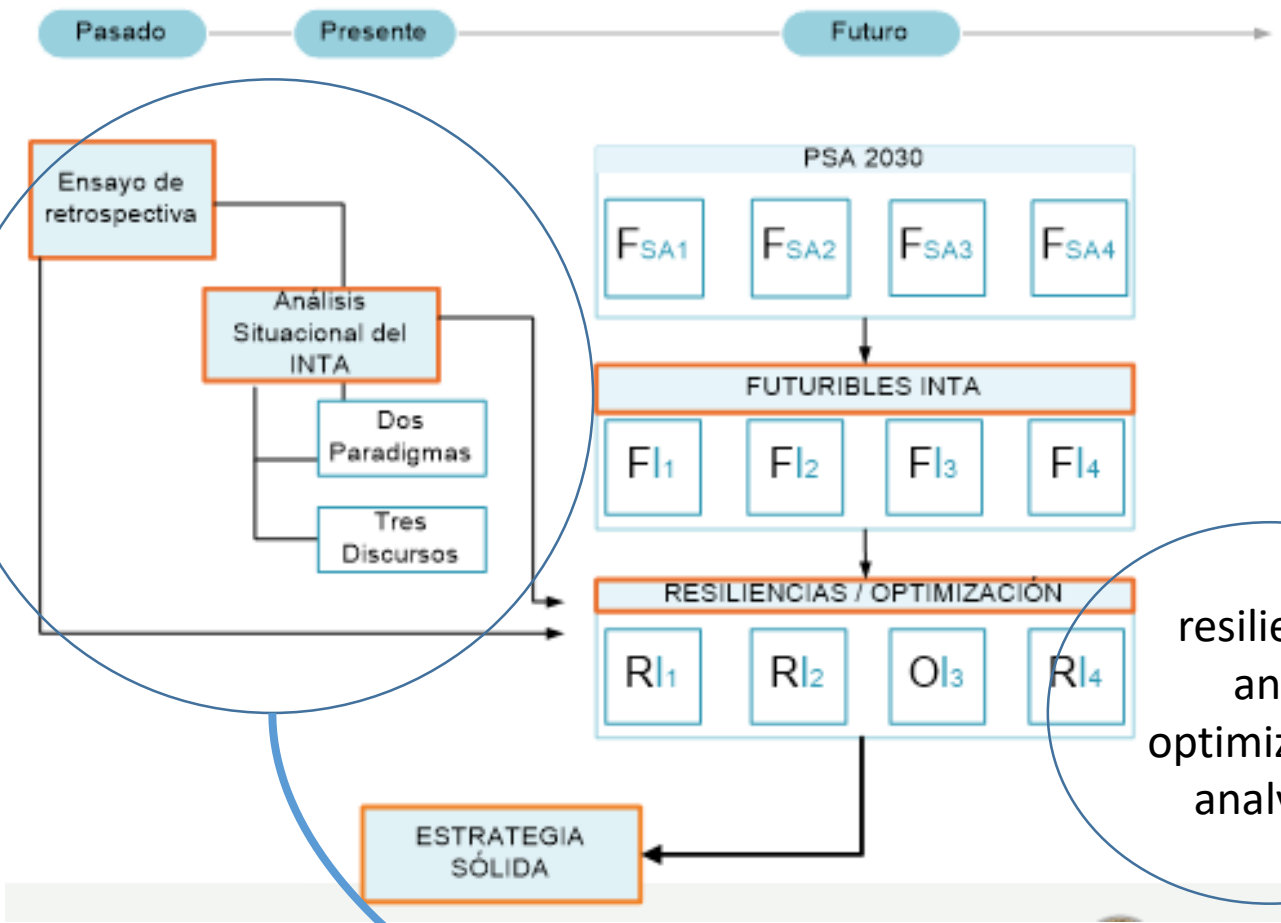 Pasado
Presente
Futuro
Ensayo de
retrospectiva
Análisis
Situacional del
INTA
Dos
Paradigmas
Tres
Discursos
PSA 2030
FSA1
FSA2
FSA3
FSA4
FUTURIBLES INTA
FI1
FI2
FI3
FI4
RESILIENCIAS / OPTIMIZACIÓN
RI1
RI2
OI3
RI4
ESTRATEGIA
SÓLIDA